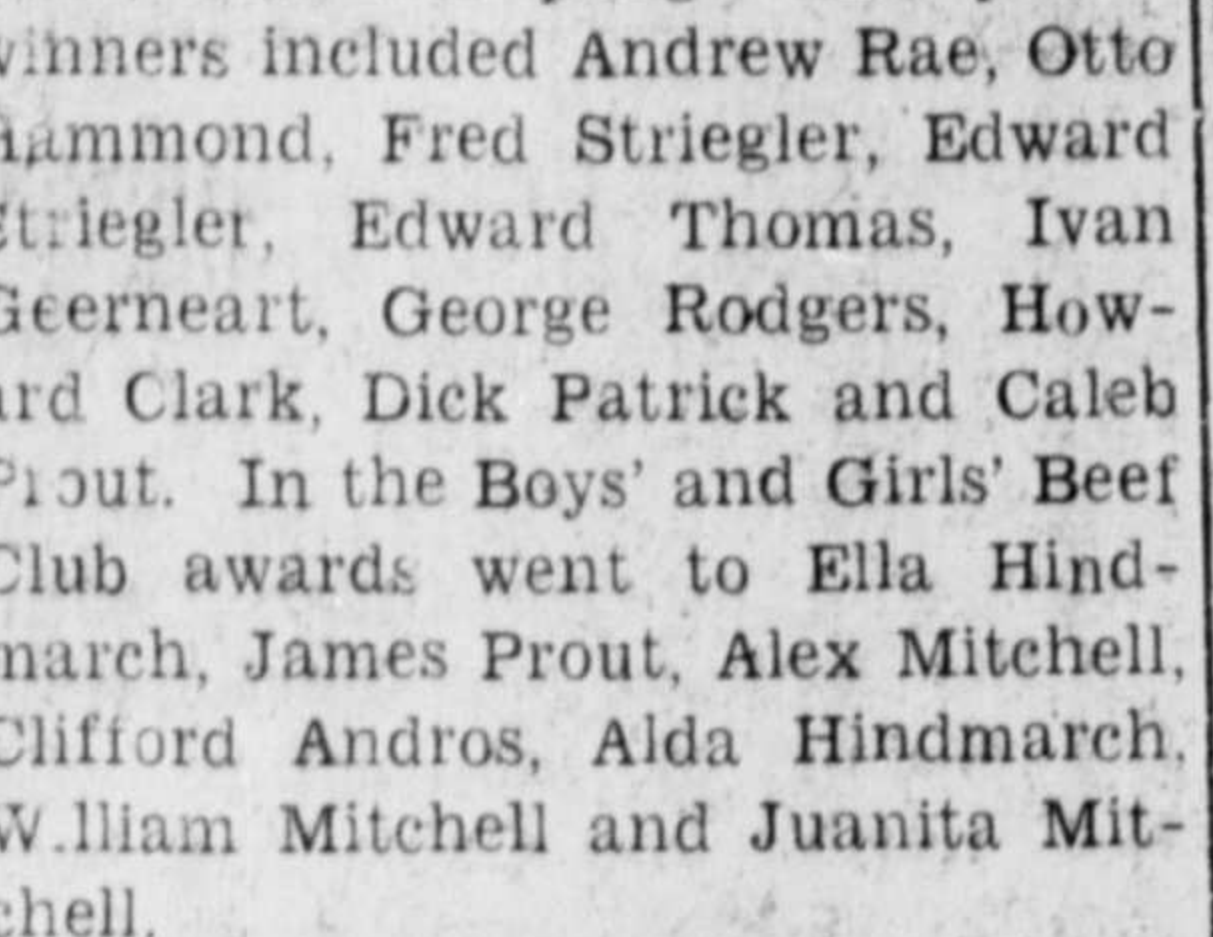 winners included Andrew Rae, Otto
Hammond, Fred Striegler, Edward
Striegler, Edward Thomas, Ivan
Geerneart, George Rodgers, How-
ard Clark, Dick Patrick and Caleb
Prout. In the Boys' and Girls' Beef
Club awards went to Ella Hind-
march, James Prout, Alex Mitchell,
Clifford Andros, Alda Hindmarch,
William Mitchell and Juanita Mit-
chell.